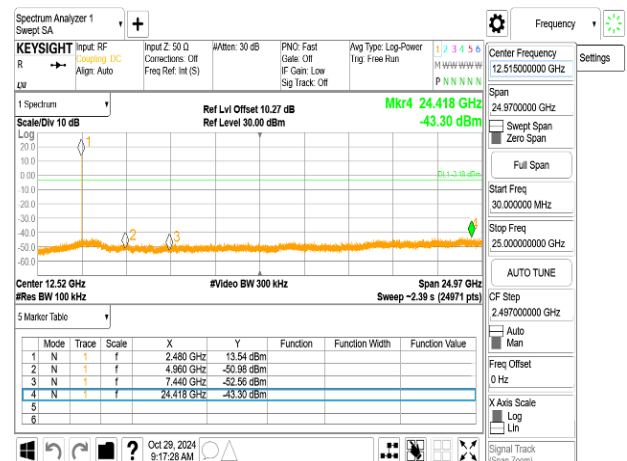 Spectrum Analyzer 1
Swept SA
Frequency
KEYSIGHT
R
Input: RF
Coupling: DC
Align: Auto
Input Z: 50 Ω
Corrections: Off
Freq Ref: Int (S)
#Atten: 30 dB
PNO: Fast
Gate: Off
IF Gain: Low
Sig Track: Off
Avg Type: Log-Power
Trig: Free Run
1 2 3 4 5 6
M W W W W W
P N N N N N
Center Frequency
12.515000000 GHz
Settings
Span
24.9700000 GHz
Swept Span
Zero Span
Full Span
Start Freq
30.000000 MHz
Stop Freq
25.000000000 GHz
AUTO TUNE
CF Step
2.497000000 GHz
Auto
Man
Freq Offset
0 Hz
X Axis Scale
Log
Lin
Signal Track
(Span Zoom)
1 Spectrum
Scale/Div 10 dB
Ref Lvl Offset 10.27 dB
Ref Level 30.00 dBm
Mkr4 24.418 GHz
-43.30 dBm
Log
20.0
10.0
0.00
-10.0
-20.0
-30.0
-40.0
-50.0
-60.0
1
2
3
4
Center 12.52 GHz
#Res BW 100 kHz
#Video BW 300 kHz
Span 24.97 GHz
Sweep ~2.39 s (24971 pts)
5 Marker Table
Mode Trace Scale X Y Function Function Width Function Value
1 N 1 f 2.480 GHz 13.54 dBm
2 N 1 f 4.960 GHz -50.98 dBm
3 N 1 f 7.440 GHz -52.56 dBm
4 N 1 f 24.418 GHz -43.30 dBm
5
6
?
Oct 29, 2024
9:17:28 AM